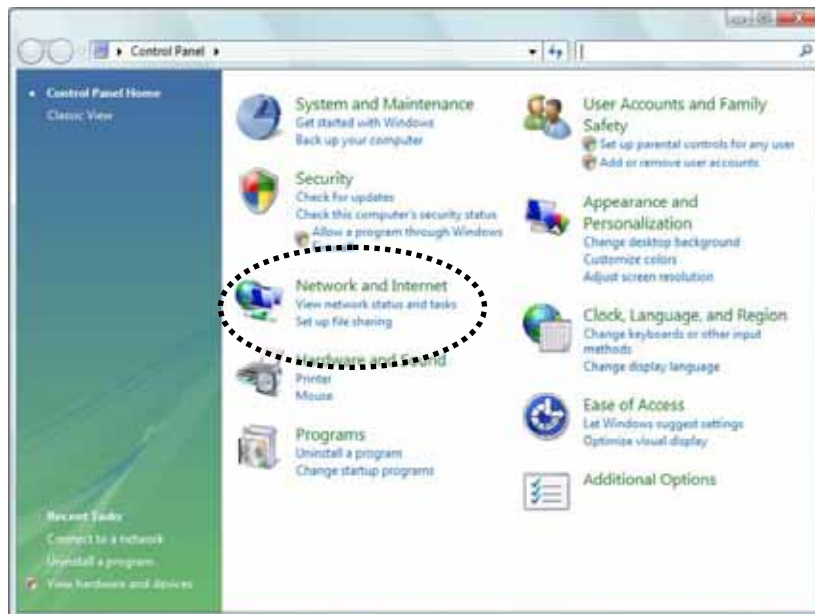 Control Panel
Control Panel Home
Classic View
System and Maintenance
Get started with Windows
Back up your computer
Security
Check for updates
Check this computer's security status
Allow a program through Windows
Network and Internet
View network status and tasks
Set up file sharing
Hardware and Sound
Printer
Mouse
Programs
Uninstall a program
Change startup programs
User Accounts and Family
Safety
Set up parental controls for any user
Add or remove user accounts
Appearance and
Personalization
Change desktop background
Customize colors
Adjust screen resolution
Clock, Language, and Region
Change keyboards or other input
methods
Change display language
Ease of Access
Let Windows suggest settings
Optimize visual display
Additional Options
Recent Tasks
Connect to a network
Uninstall a program
View hardware and devices